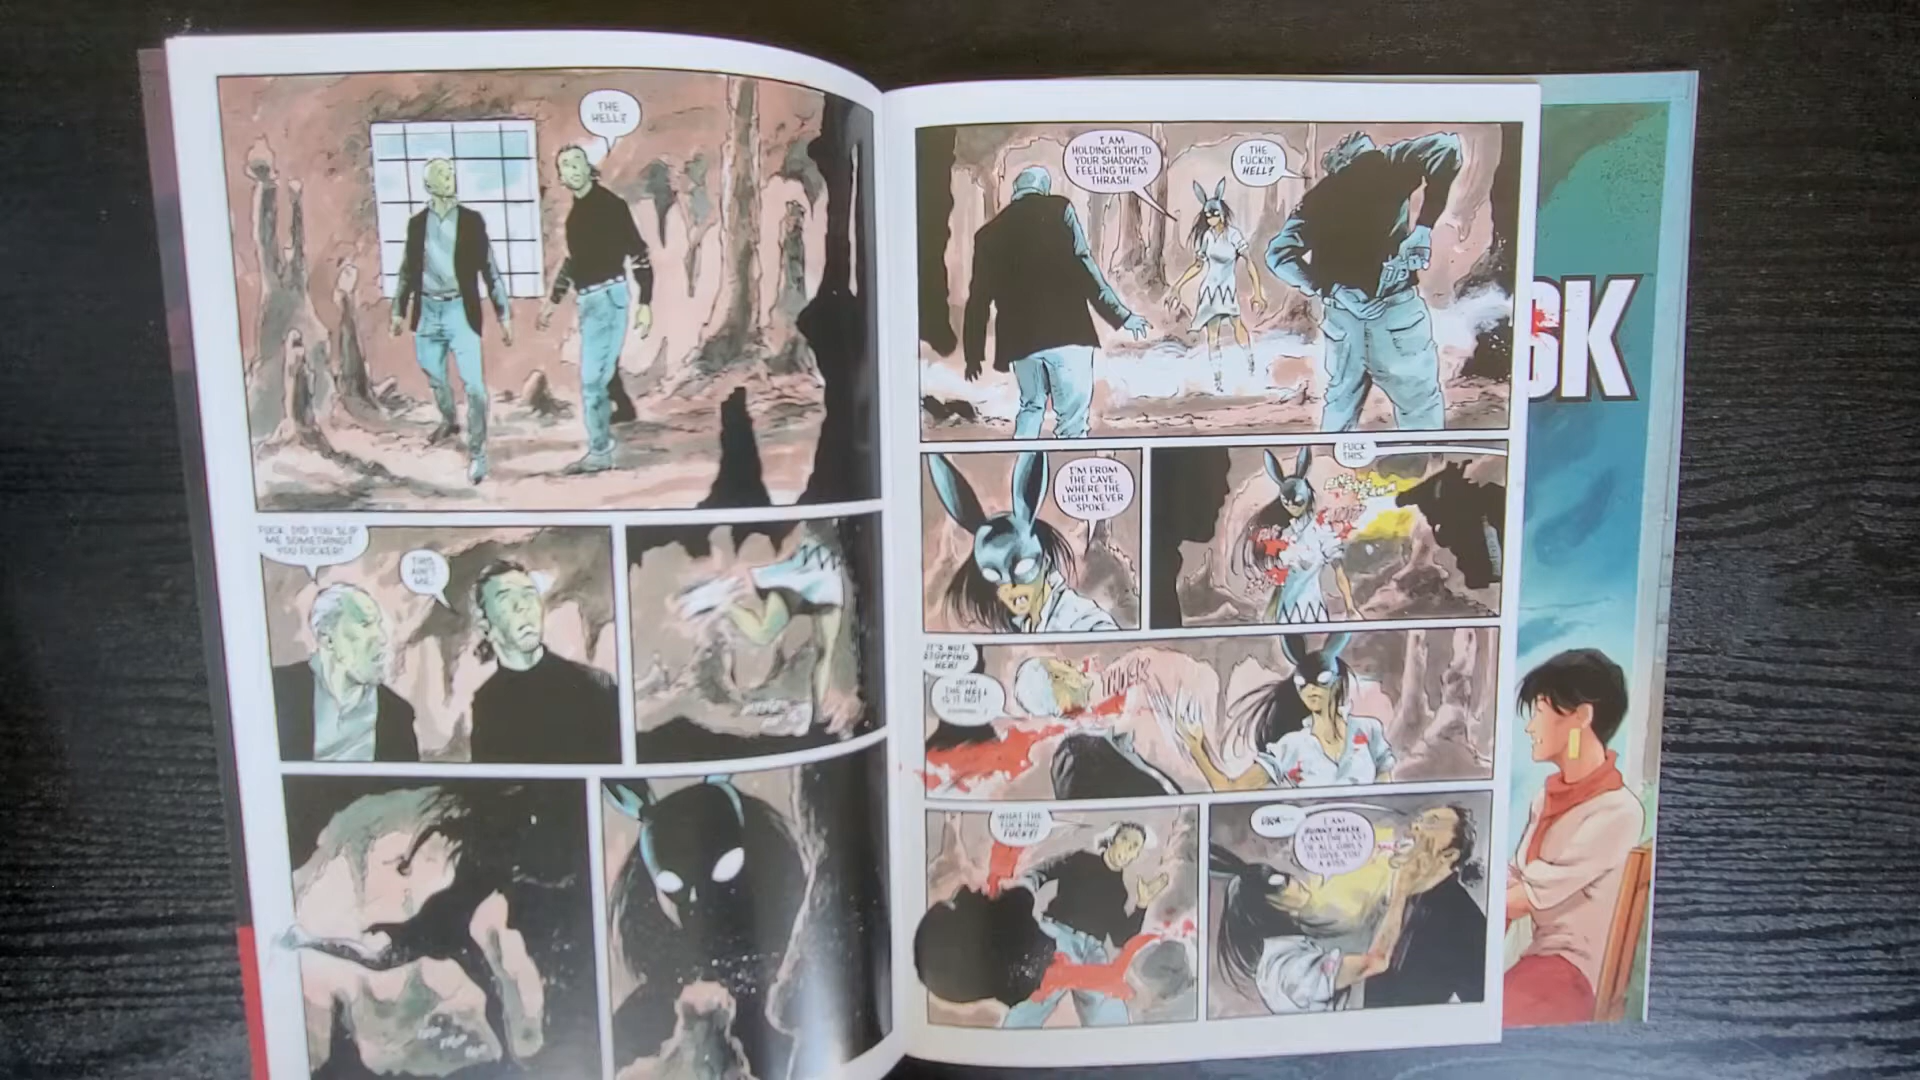 THE
HELL?
FUCK, DID YOU SLIP
ME SOMETHING?
YOU FUCKER!
THIS
AIN'T
ME.
I AM
HOLDING TIGHT TO
YOUR SHADOWS,
FEELING THEM
THRASH.
THE
FUCKIN'
HELL?
I'M FROM
THE CAVE,
WHERE THE
LIGHT NEVER
SPOKE.
FUCK
THIS.
IT'S NOT
STOPPING
HER!
THE HELL
IS IT NOT
THUCK
WHAT THE
FUCKING
FUCK?!
I AM
BUNNY MASK.
I AM THE LAST
OF ALL GIRLS
TO GIVE YOU
A KISS.
SK